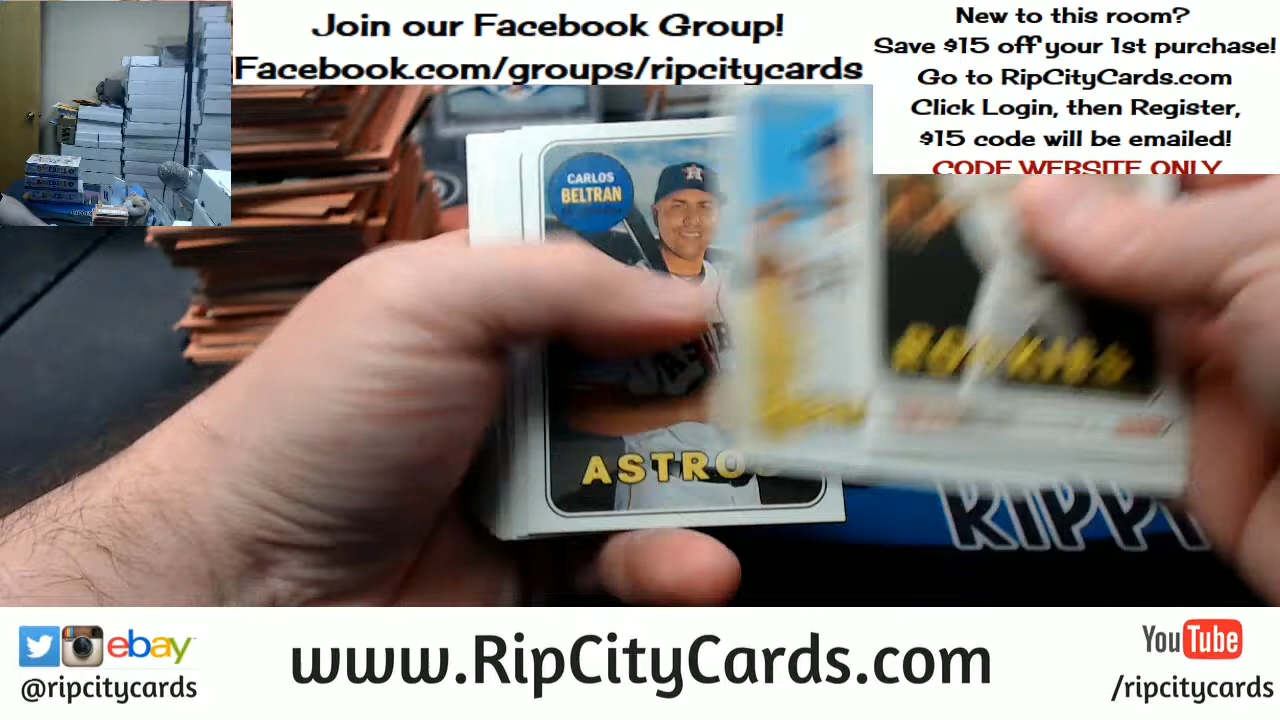 Join our Facebook Group!
Facebook.com/groups/ripcitycards
New to this room?
Save $15 off your 1st purchase!
Go to RipCityCards.com
Click Login, then Register,
$15 code will be emailed!
CODE WEBSITE ONLY
CARLOS
BELTRAN
ASTROS
RIPPI
ebay
@ripcitycards
www.RipCityCards.com
YouTube
/ripcitycards